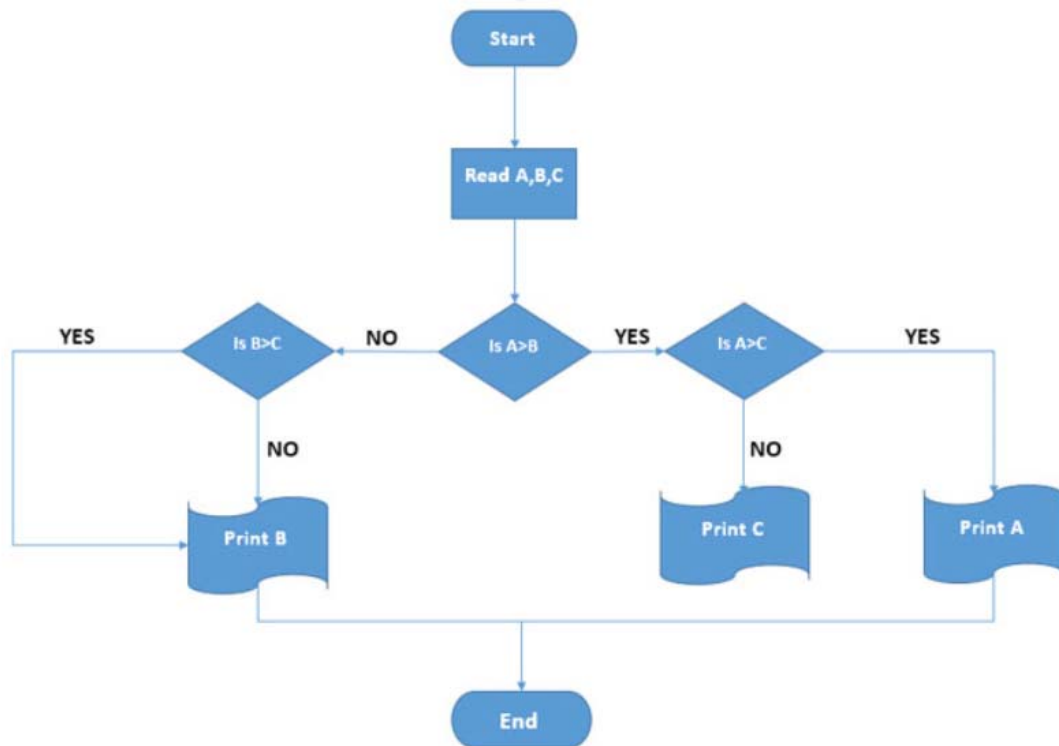 Start
Read A,B,C
YES
Is B>C
NO
Is A>B
YES
Is A>C
YES
NO
NO
Print B
Print C
Print A
End